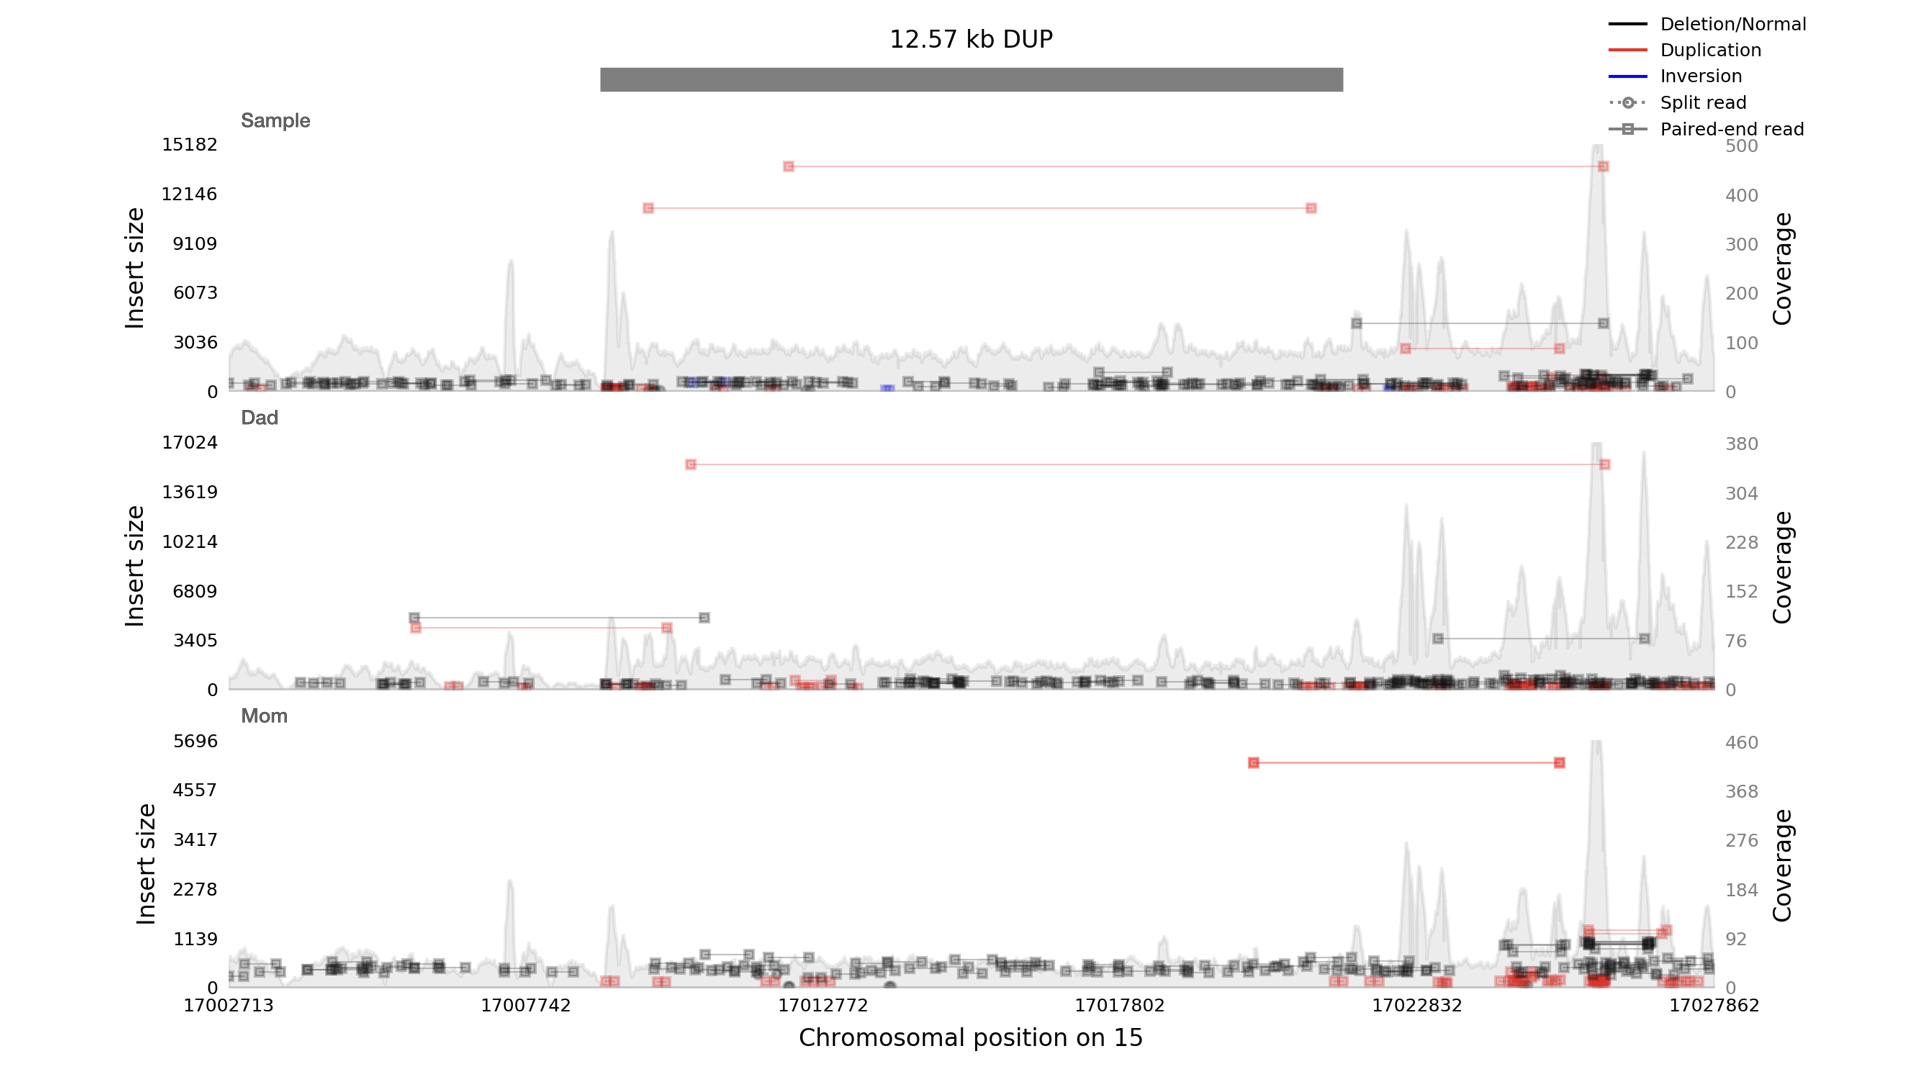 12.57 kb DUP
Deletion/Normal
Duplication
Inversion
Split read
Paired-end read
Sample
15182
12146
9109
6073
3036
0
Insert size
500
400
300
200
100
0
Coverage
Dad
17024
13619
10214
6809
3405
0
Insert size
380
304
228
152
76
0
Coverage
Mom
5696
4557
3417
2278
1139
0
Insert size
460
368
276
184
92
0
Coverage
17002713 17007742 17012772 17017802 17022832 17027862
Chromosomal position on 15